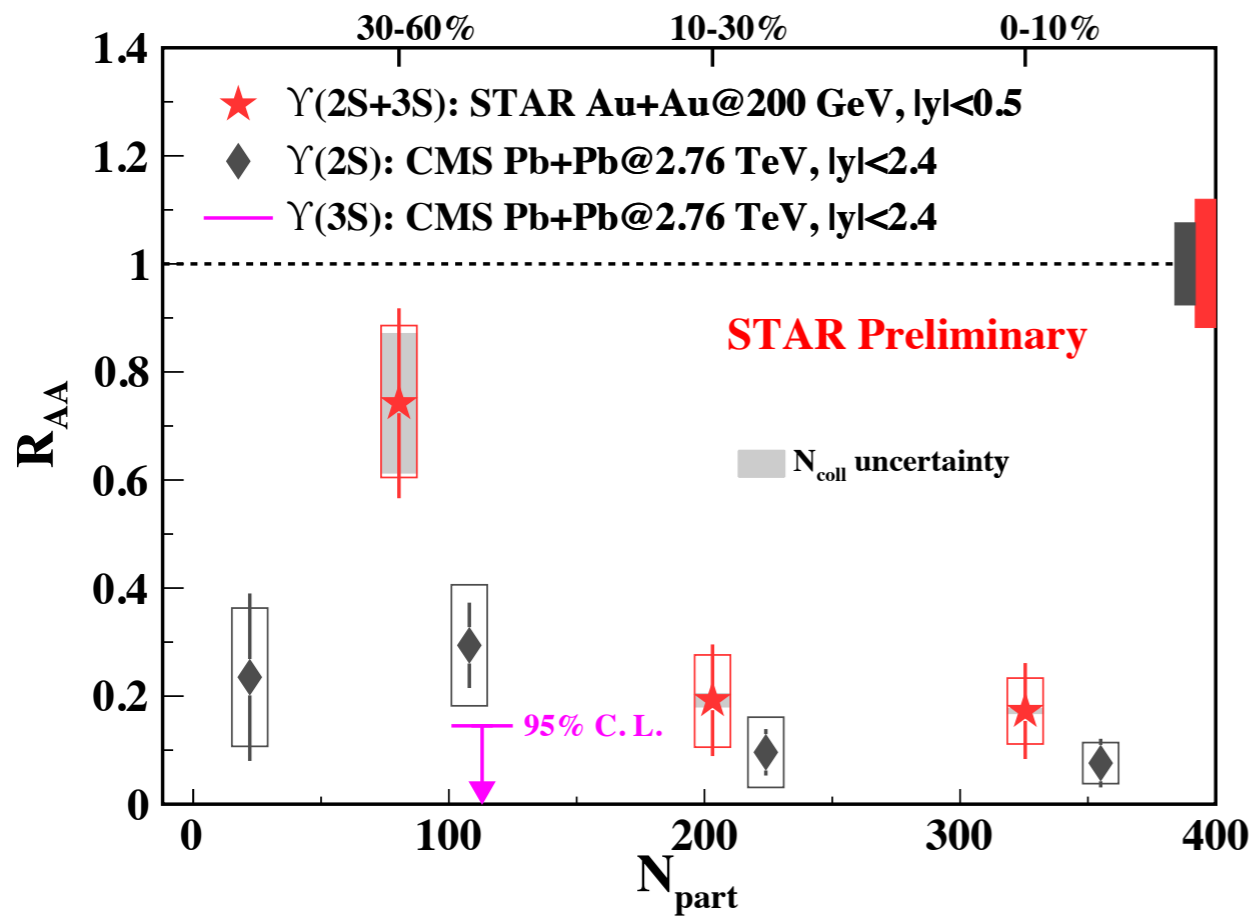 30-60% 10-30% 0-10%
1.4
ϒ(2S+3S): STAR Au+Au@200 GeV, |y|<0.5
1.2
ϒ(2S): CMS Pb+Pb@2.76 TeV, |y|<2.4
ϒ(3S): CMS Pb+Pb@2.76 TeV, |y|<2.4
1
STAR Preliminary
0.8
R_AA
N_coll uncertainty
0.6
0.4
0.2
95% C. L.
0
0 100 200 300 400
N_part